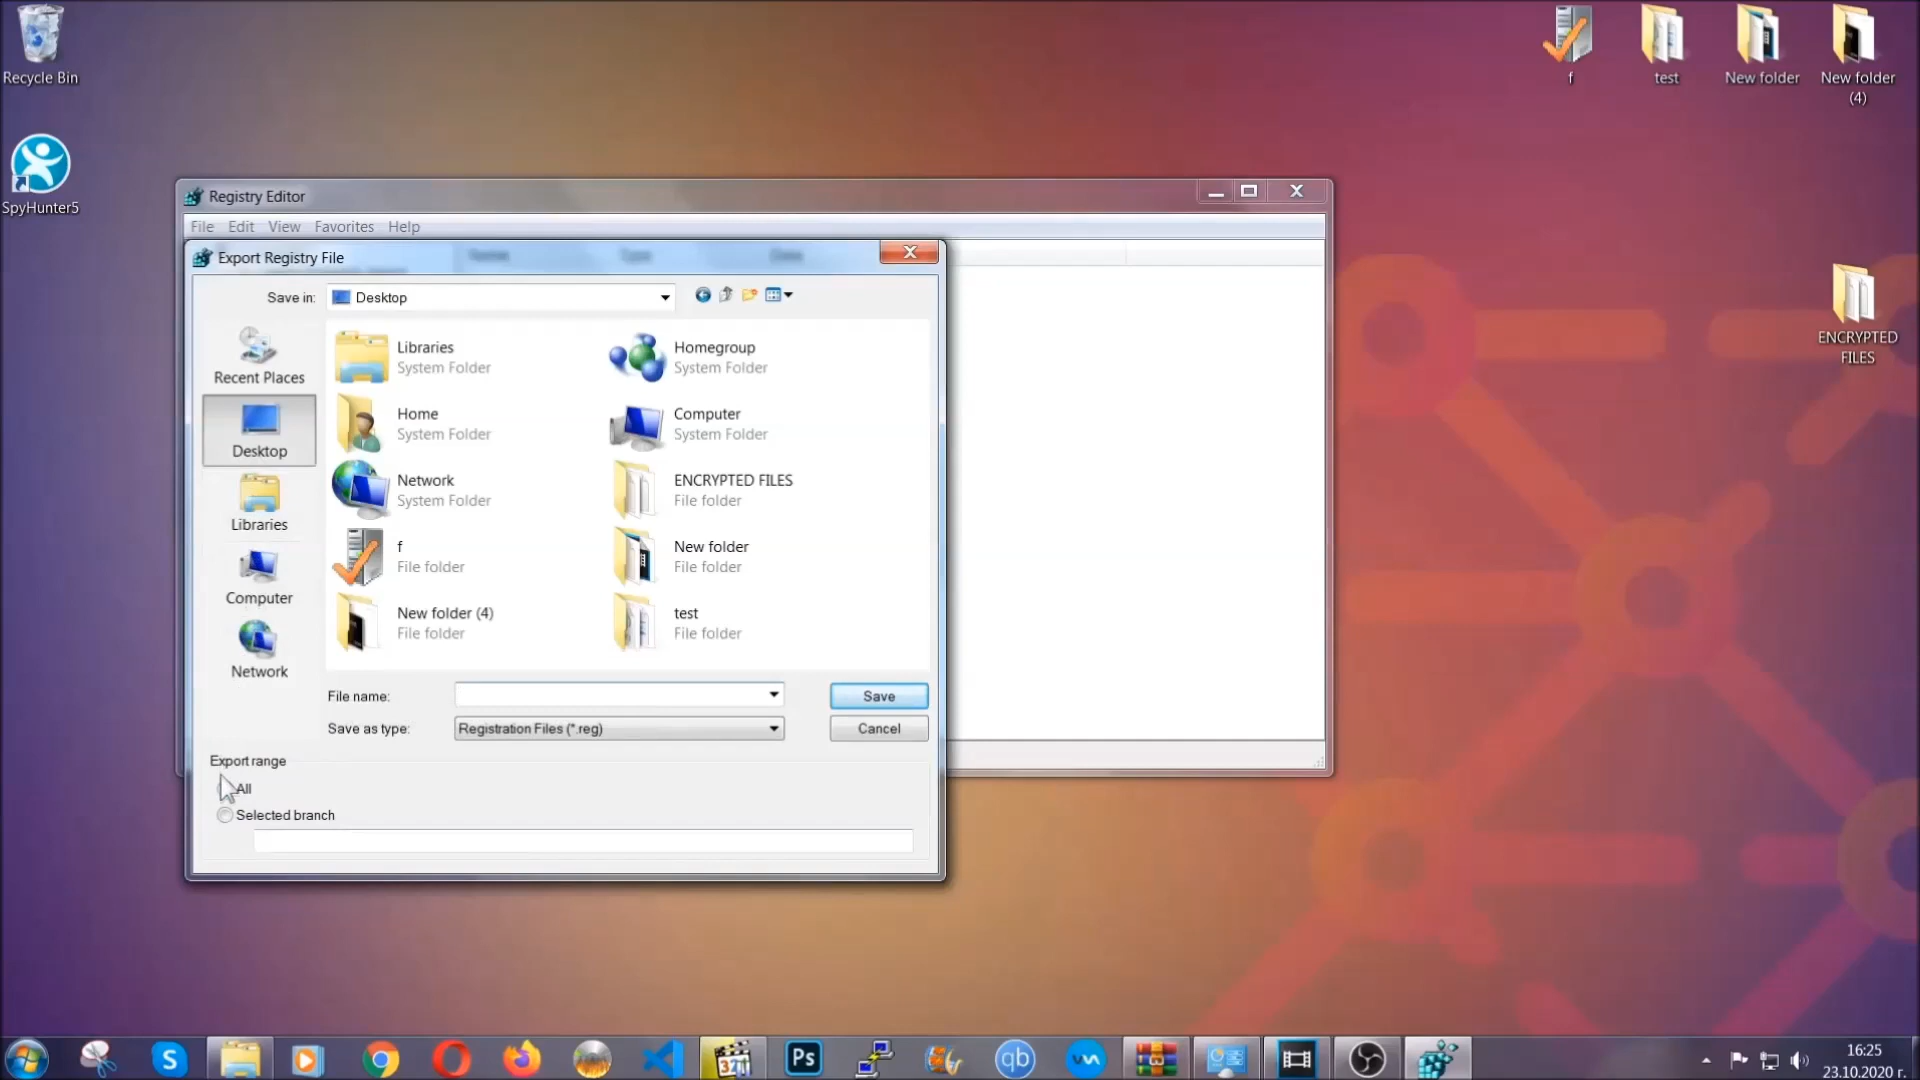 Recycle Bin
SpyHunter5
f
test
New folder
New folder
(4)
ENCRYPTED
FILES
Registry Editor
File Edit View Favorites Help
Export Registry File
Save in:
Desktop
Recent Places
Desktop
Libraries
Computer
Network
Libraries
System Folder
Homegroup
System Folder
Home
System Folder
Computer
System Folder
Network
System Folder
ENCRYPTED FILES
File folder
f
File folder
New folder
File folder
New folder (4)
File folder
test
File folder
File name:
Save
Save as type:
Registration Files (*.reg)
Cancel
Export range
All
Selected branch
S
321
Ps
qb
16:25
23.10.2020 г.